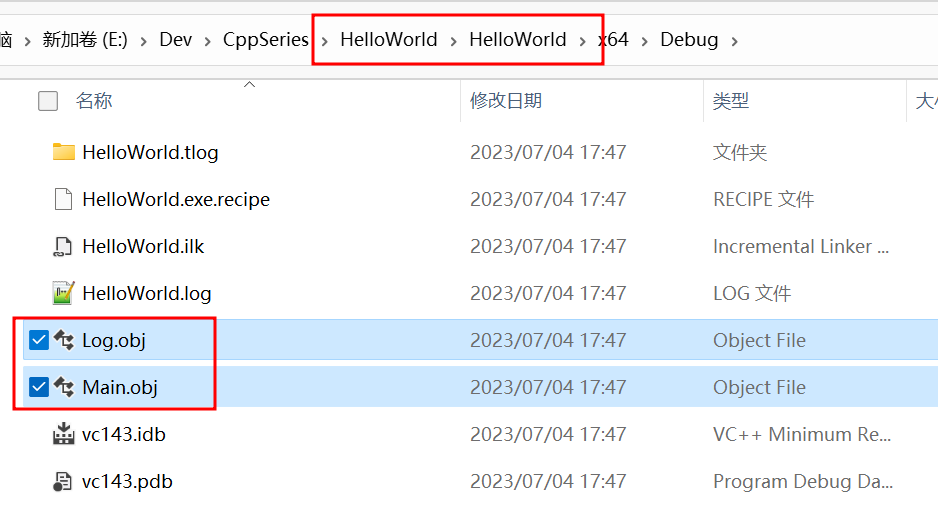 脑 > 新加卷 (E:) > Dev > CppSeries > HelloWorld > HelloWorld > x64 > Debug >
名称 修改日期 类型
HelloWorld.tlog 2023/07/04 17:47 文件夹
HelloWorld.exe.recipe 2023/07/04 17:47 RECIPE 文件
HelloWorld.ilk 2023/07/04 17:47 Incremental Linker ...
HelloWorld.log 2023/07/04 17:47 LOG 文件
Log.obj 2023/07/04 17:47 Object File
Main.obj 2023/07/04 17:47 Object File
vc143.idb 2023/07/04 17:47 VC++ Minimum Re...
vc143.pdb 2023/07/04 17:47 Program Debug Da...